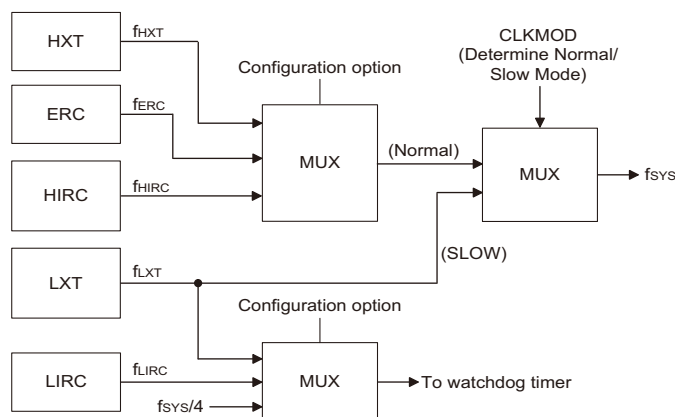 HXT
fHXT
ERC
fERC
HIRC
fHIRC
LXT
fLXT
LIRC
fLIRC
fSYS/4
Configuration option
MUX
(Normal)
(SLOW)
Configuration option
MUX
To watchdog timer
CLKMOD
(Determine Normal/
Slow Mode)
MUX
fSYS